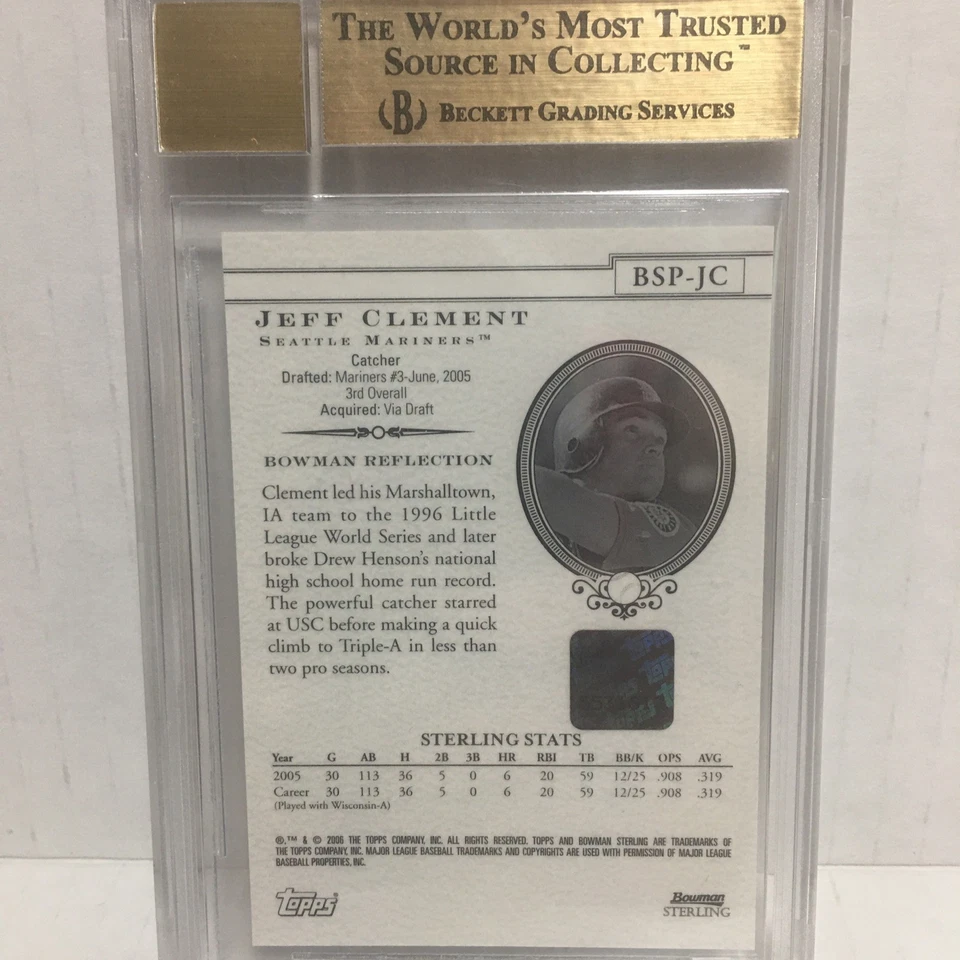 THE WORLD'S MOST TRUSTED
SOURCE IN COLLECTING™
(B) BECKETT GRADING SERVICES
BSP-JC
JEFF CLEMENT
SEATTLE MARINERS™
Catcher
Drafted: Mariners #3-June, 2005
3rd Overall
Acquired: Via Draft
BOWMAN REFLECTION
Clement led his Marshalltown,
IA team to the 1996 Little
League World Series and later
broke Drew Henson's national
high school home run record.
The powerful catcher starred
at USC before making a quick
climb to Triple-A in less than
two pro seasons.
STERLING STATS
Year G AB H 2B 3B HR RBI TB BB/K OPS AVG
2005 30 113 36 5 0 6 20 59 12/25 .908 .319
Career 30 113 36 5 0 6 20 59 12/25 .908 .319
(Played with Wisconsin-A)
®,™ & © 2006 THE TOPPS COMPANY, INC. ALL RIGHTS RESERVED. TOPPS AND BOWMAN STERLING ARE TRADEMARKS OF
THE TOPPS COMPANY, INC. MAJOR LEAGUE BASEBALL TRADEMARKS AND COPYRIGHTS ARE USED WITH PERMISSION OF MAJOR LEAGUE
BASEBALL PROPERTIES, INC.
Topps®
Bowman
STERLING